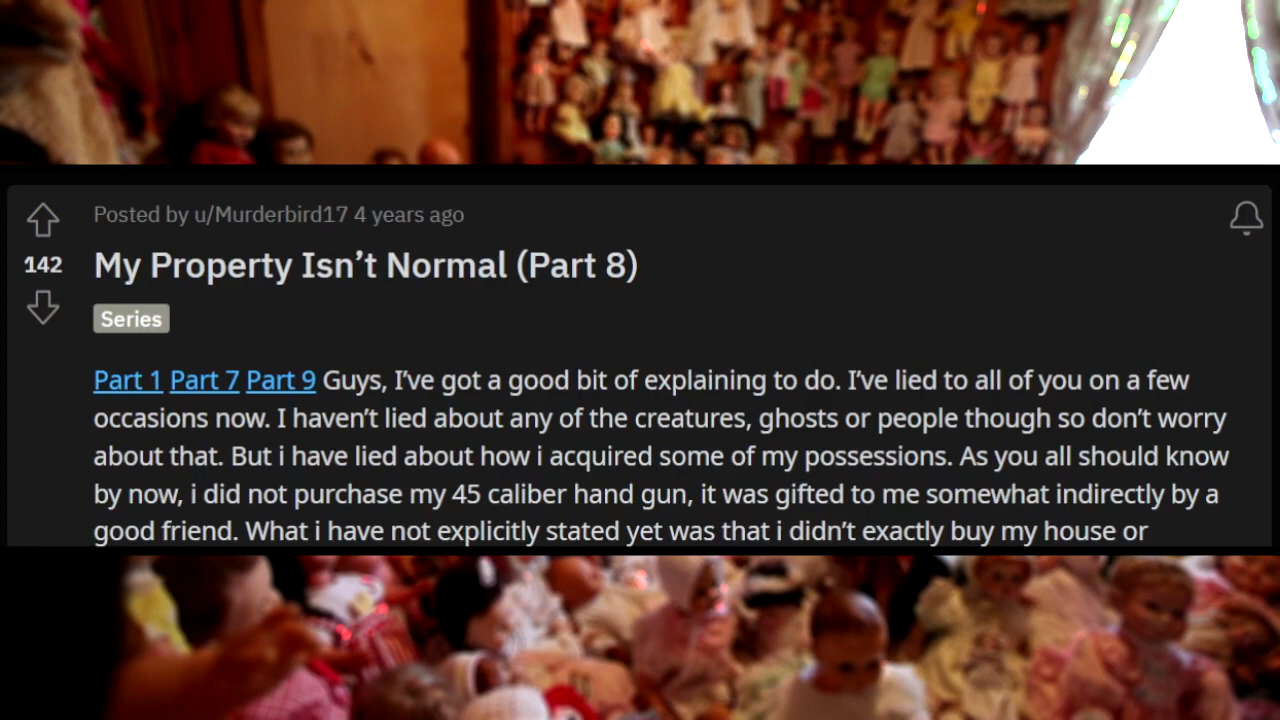 Posted by u/Murderbird17 4 years ago
142
My Property Isn’t Normal (Part 8)
Series
Part 1 Part 7 Part 9 Guys, I’ve got a good bit of explaining to do. I’ve lied to all of you on a few
occasions now. I haven’t lied about any of the creatures, ghosts or people though so don’t worry
about that. But i have lied about how i acquired some of my possessions. As you all should know
by now, i did not purchase my 45 caliber hand gun, it was gifted to me somewhat indirectly by a
good friend. What i have not explicitly stated yet was that i didn’t exactly buy my house or